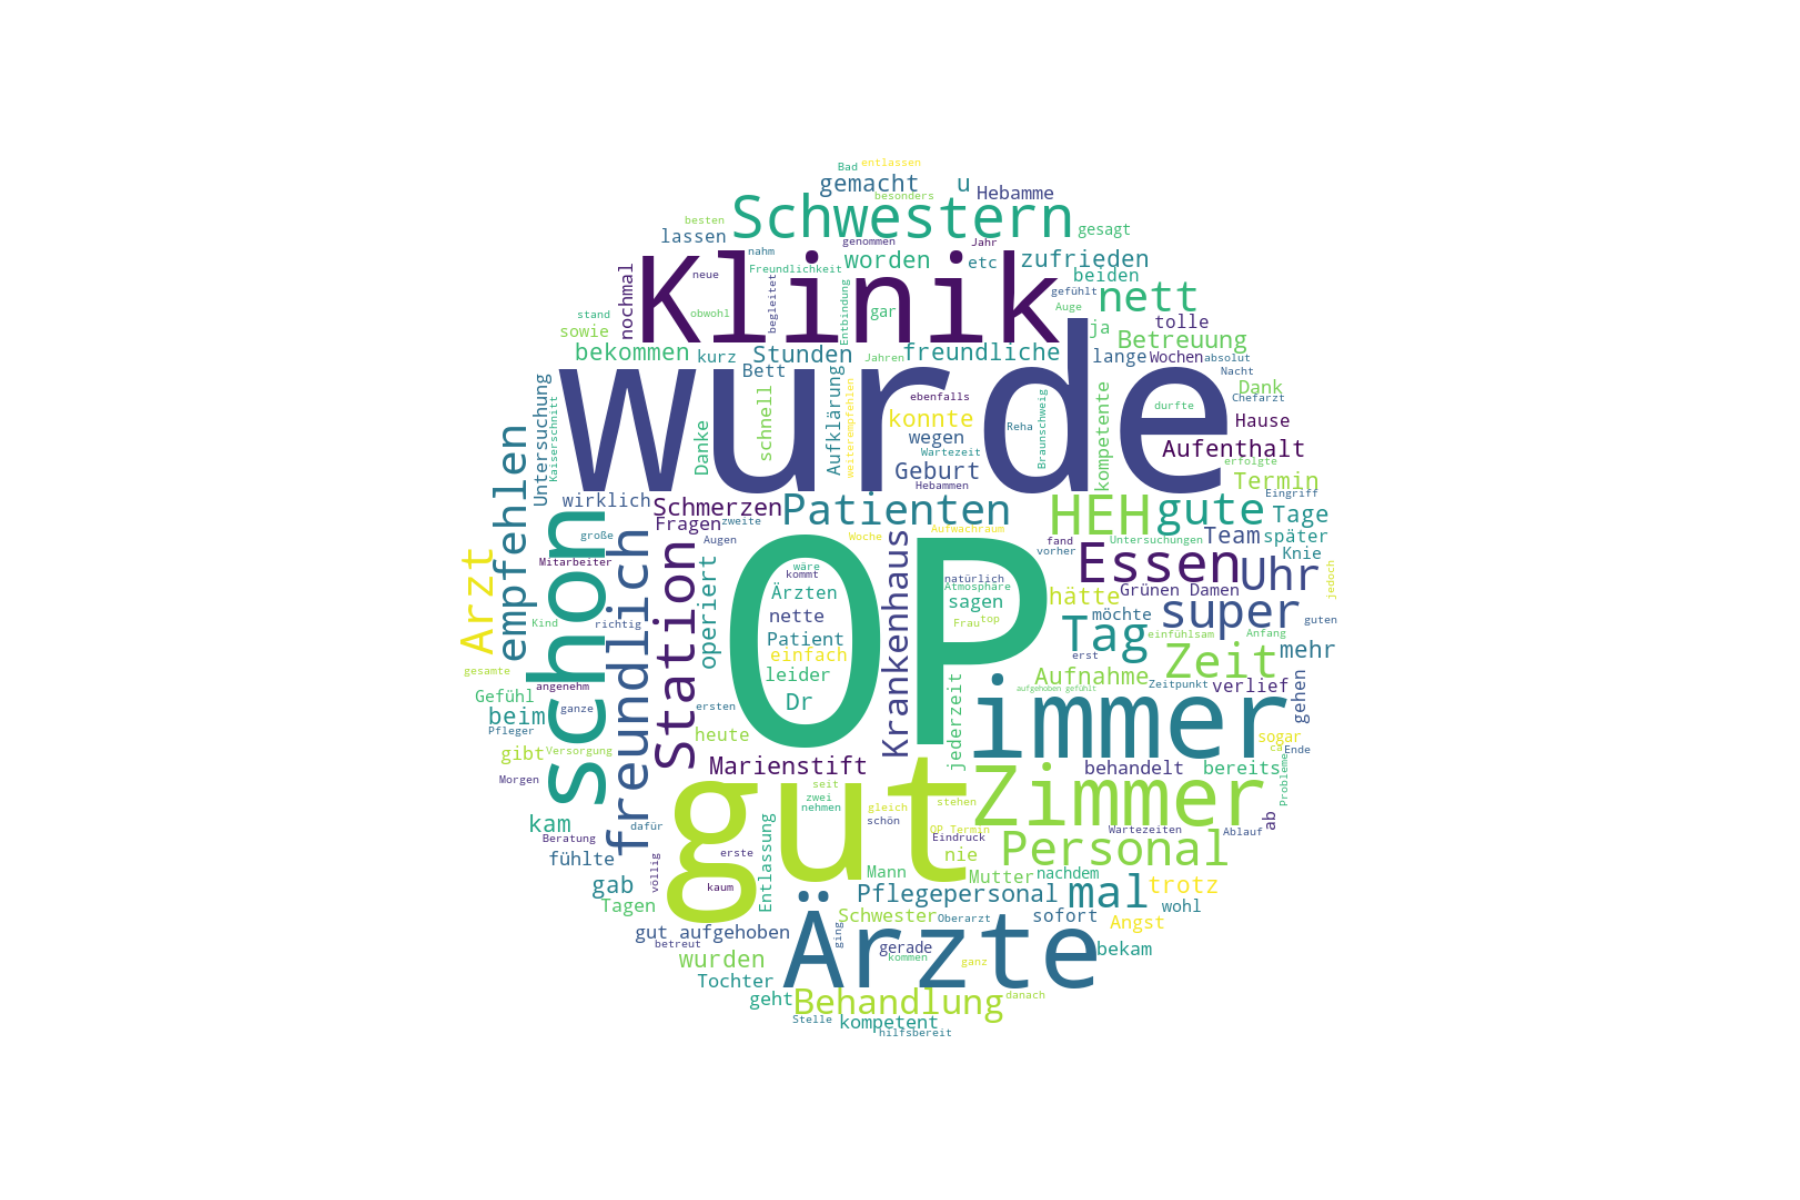 Bad entlassen
gemacht u Hebamme
besonders
Schwestern
besten
gesagt
lassen
genommen Jahr
nahm
worden etc zufrieden
neue Freundlichkeit
beiden
nochmal
Klinik
begleitet
Entbindung
gefühlt
nett
obwohl
gar
Auge
stand
sowie
ja tolle
bekommen kurz Stunden freundliche
Betreuung
Jahren
lange Wochen absolut
Bett
Nacht
wurde
Untersuchung
Kaiserschnitt
schnell
Aufklärung
weiterempfehlen
ebenfalls
Braunschweig
kompetente
durfte
Dank
Chefarzt
Danke
konnte
Reha
Hause
wegen
Wartezeit
Aufenthalt
Geburt
erfolgte
Hebammen
Termin
Eingriff
empfehlen
wirklich Schmerzen Patienten HEH gute Tage
schon
Fragen zweite
Aufwachraum
große
Augen
Woche
fand
vorher
Untersuchungen
Team später
Arzt
Mitarbeiter
freundlich
Station
operiert
OP
Krankenhaus
Essen Uhr
Knie
wäre
kommt
natürlich
Atmosphäre
jedoch
Ärzten
sagen
hätte Grünen Damen
nette
möchte super
Kind
richtig
Frau top
guten
Patient
Tag
einfühlsam
Anfang
einfach
erst
mehr
gesamte
leider
Aufnahme Zeit
angenehm
aufgehoben gefühlt
Zeitpunkt verlief
Gefühl
ganze
Dr
jederzeit
immer
gehen
beim
ersten
Pfleger
heute
sogar
gibt Versorgung
ca Ende
Marienstift
behandelt bereits
Morgen
gut
seit
zwei
nehmen
gleich
stehen
Zimmer
Probleme
kam
dafür
schön
OP Termin
Wartezeiten Ablauf
ab
Beratung
Eindruck
fühlte
völlig
erste
Entlassung
nie
Personal
gab
kaum
Mann
Mutter nachdem
mal trotz
Tagen
Pflegepersonal
wohl
Schwester Oberarzt sofort
Angst
gut aufgehoben
ging
Ärzte
betreut
gerade
bekam
wurden
kommen
ganz
Tochter
geht Behandlung danach
Stelle kompetent
hilfsbereit